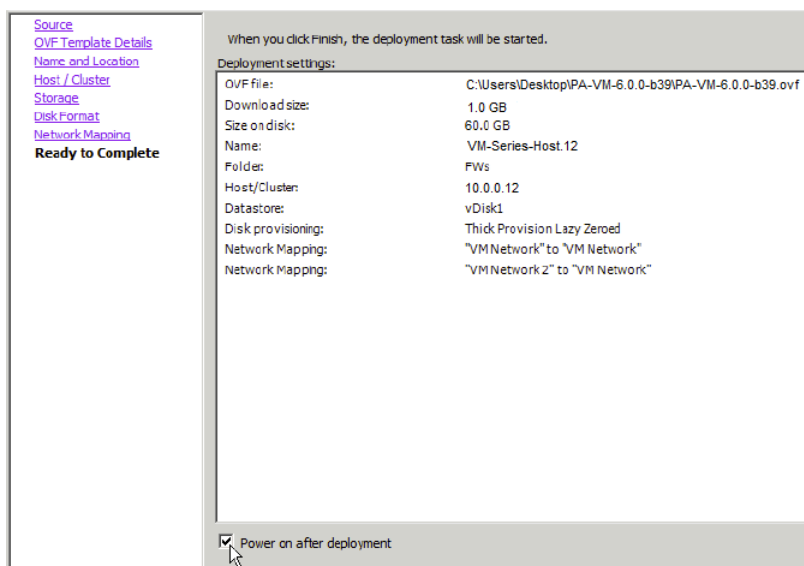 Source
OVF Template Details
Name and Location
Host / Cluster
Storage
Disk Format
Network Mapping
Ready to Complete
When you click Finish, the deployment task will be started.
Deployment settings:
OVF file: C:\Users\Desktop\PA-VM-6.0.0-b39\PA-VM-6.0.0-b39.ovf
Download size: 1.0 GB
Size on disk: 60.0 GB
Name: VM-Series-Host.12
Folder: FWs
Host/Cluster: 10.0.0.12
Datastore: vDisk1
Disk provisioning: Thick Provision Lazy Zeroed
Network Mapping: "VM Network" to "VM Network"
Network Mapping: "VM Network 2" to "VM Network"
Power on after deployment